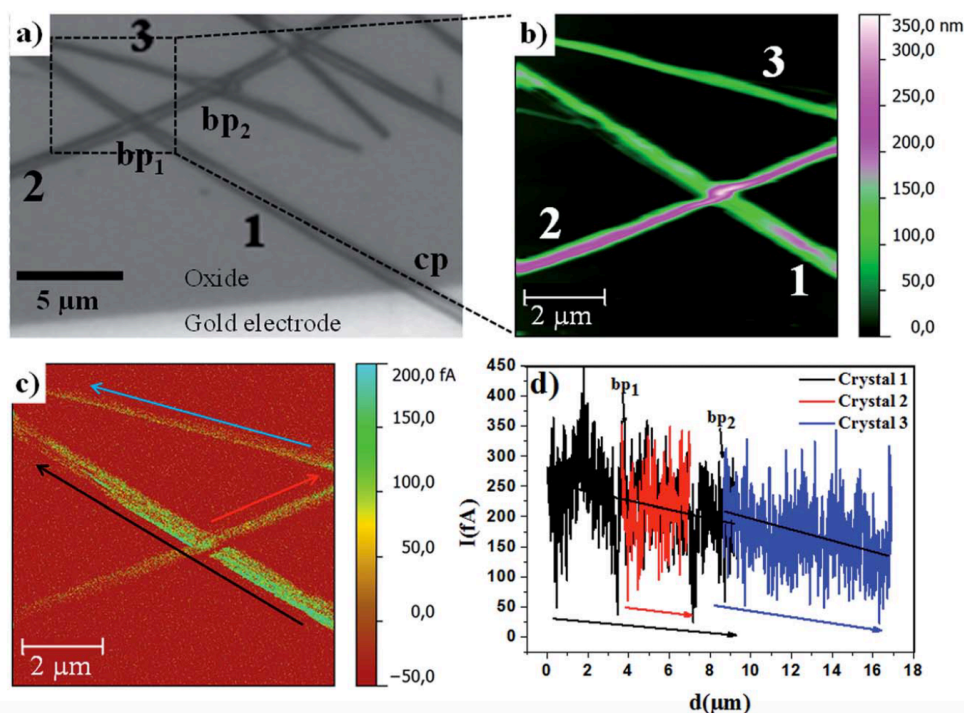 a)
3
bp₂
bp₁
2
1
cp
Oxide
5 µm
Gold electrode
b)
3
2
1
2 µm
350,0 nm
300,0
250,0
200,0
150,0
100,0
50,0
0,0
c)
2 µm
200,0 fA
150,0
100,0
50,0
0,0
−50,0
d)
450
400
350
300
250
200
150
100
50
0
I(fA)
bp₁
bp₂
Crystal 1
Crystal 2
Crystal 3
0 2 4 6 8 10 12 14 16 18
d(µm)